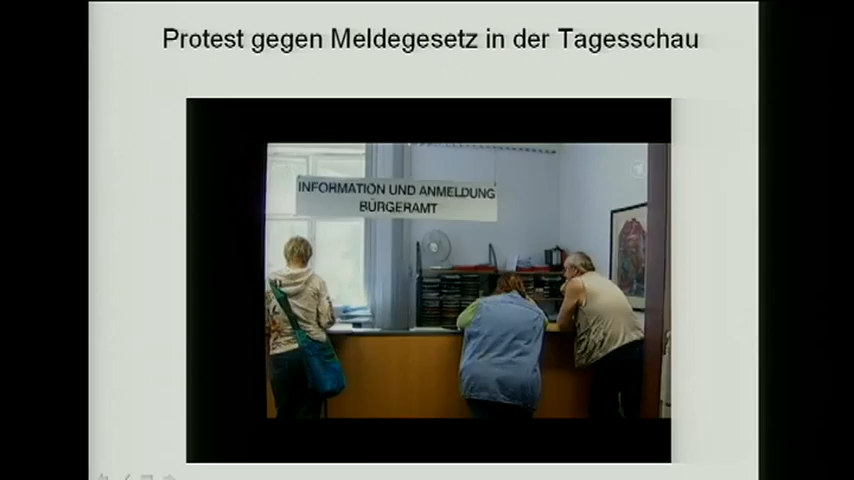 Protest gegen Meldegesetz in der Tagesschau
INFORMATION UND ANMELDUNG
BÜRGERAMT